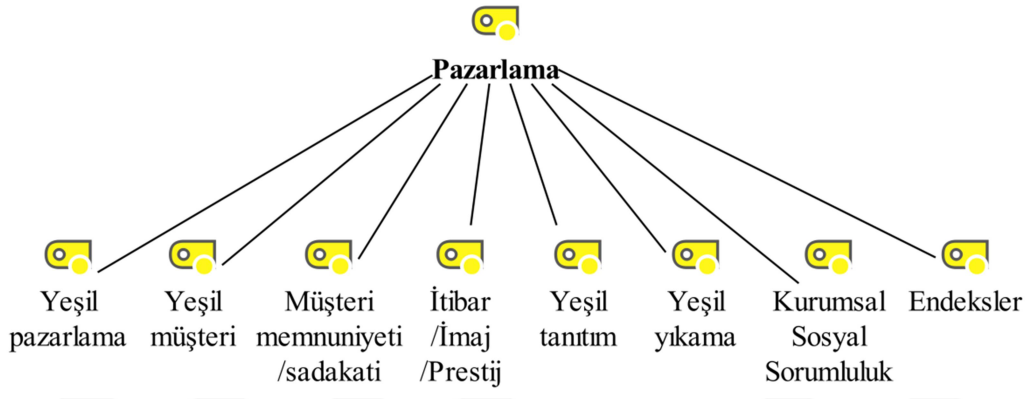 Pazarlama
Yeşil pazarlama
Yeşil müşteri
Müşteri memnuniyeti /sadakati
İtibar /İmaj /Prestij
Yeşil tanıtım
Yeşil yıkama
Kurumsal Sosyal Sorumluluk
Endeksler